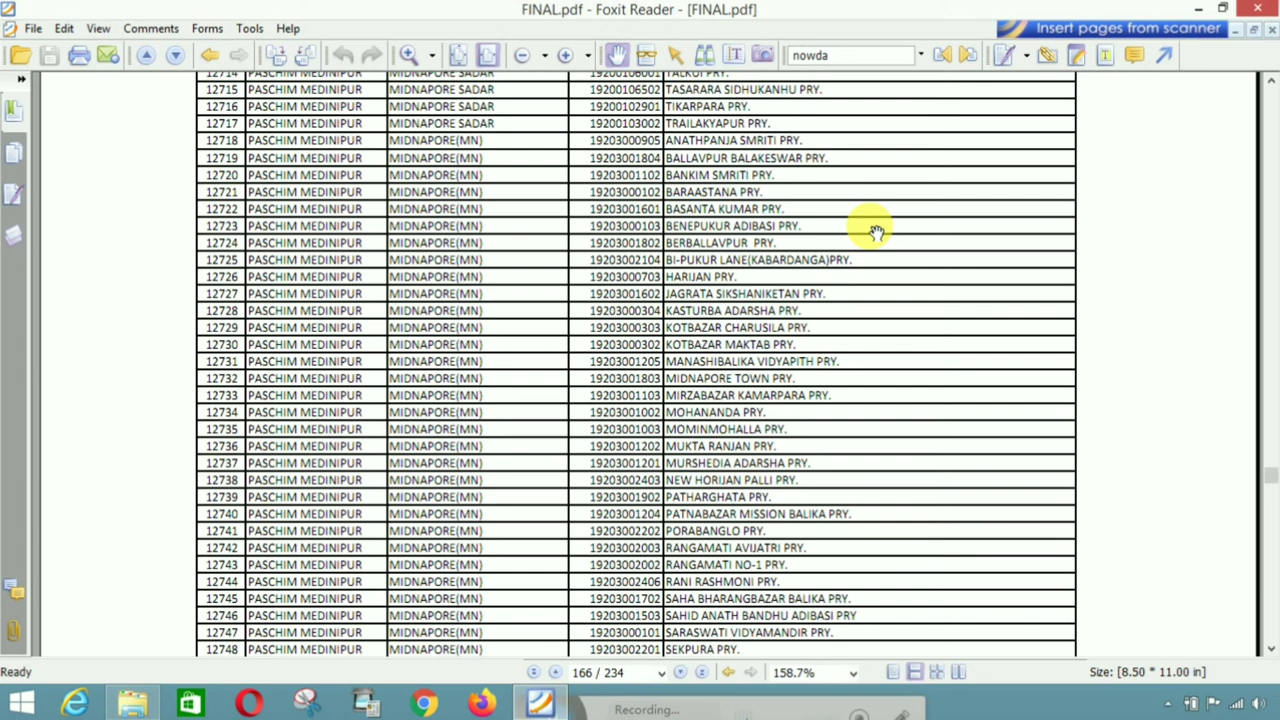 FINAL.pdf - Foxit Reader - [FINAL.pdf]
File Edit View Comments Forms Tools Help
Insert pages from scanner
nowda
12714 PASCHIM MEDINIPUR MIDNAPORE SADAR 19200106001 TALKUI PRY.
12715 PASCHIM MEDINIPUR MIDNAPORE SADAR 19200106502 TASARARA SIDHUKANHU PRY.
12716 PASCHIM MEDINIPUR MIDNAPORE SADAR 19200102901 TIKARPARA PRY.
12717 PASCHIM MEDINIPUR MIDNAPORE SADAR 19200103002 TRAILAKYAPUR PRY.
12718 PASCHIM MEDINIPUR MIDNAPORE(MN) 19203000905 ANATHPANJA SMRITI PRY.
12719 PASCHIM MEDINIPUR MIDNAPORE(MN) 19203001804 BALLAVPUR BALAKESWAR PRY.
12720 PASCHIM MEDINIPUR MIDNAPORE(MN) 19203001102 BANKIM SMRITI PRY.
12721 PASCHIM MEDINIPUR MIDNAPORE(MN) 19203000102 BARAASTANA PRY.
12722 PASCHIM MEDINIPUR MIDNAPORE(MN) 19203001601 BASANTA KUMAR PRY.
12723 PASCHIM MEDINIPUR MIDNAPORE(MN) 19203000103 BENEPUKUR ADIBASI PRY.
12724 PASCHIM MEDINIPUR MIDNAPORE(MN) 19203001802 BERBALLAVPUR PRY.
12725 PASCHIM MEDINIPUR MIDNAPORE(MN) 19203002104 BI-PUKUR LANE(KABARDANGA)PRY.
12726 PASCHIM MEDINIPUR MIDNAPORE(MN) 19203000703 HARIJAN PRY.
12727 PASCHIM MEDINIPUR MIDNAPORE(MN) 19203001602 JAGRATA SIKSHANIKETAN PRY.
12728 PASCHIM MEDINIPUR MIDNAPORE(MN) 19203000304 KASTURBA ADARSHA PRY.
12729 PASCHIM MEDINIPUR MIDNAPORE(MN) 19203000303 KOTBAZAR CHARUSILA PRY.
12730 PASCHIM MEDINIPUR MIDNAPORE(MN) 19203000302 KOTBAZAR MAKTAB PRY.
12731 PASCHIM MEDINIPUR MIDNAPORE(MN) 19203001205 MANASHIBALIKA VIDYAPITH PRY.
12732 PASCHIM MEDINIPUR MIDNAPORE(MN) 19203001803 MIDNAPORE TOWN PRY.
12733 PASCHIM MEDINIPUR MIDNAPORE(MN) 19203001103 MIRZABAZAR KAMARPARA PRY.
12734 PASCHIM MEDINIPUR MIDNAPORE(MN) 19203001002 MOHANANDA PRY.
12735 PASCHIM MEDINIPUR MIDNAPORE(MN) 19203001003 MOMINMOHALLA PRY.
12736 PASCHIM MEDINIPUR MIDNAPORE(MN) 19203001202 MUKTA RANJAN PRY.
12737 PASCHIM MEDINIPUR MIDNAPORE(MN) 19203001201 MURSHEDIA ADARSHA PRY.
12738 PASCHIM MEDINIPUR MIDNAPORE(MN) 19203002403 NEW HORIJAN PALLI PRY.
12739 PASCHIM MEDINIPUR MIDNAPORE(MN) 19203001902 PATHARGHATA PRY.
12740 PASCHIM MEDINIPUR MIDNAPORE(MN) 19203001204 PATNABAZAR MISSION BALIKA PRY.
12741 PASCHIM MEDINIPUR MIDNAPORE(MN) 19203002202 PORABANGLO PRY.
12742 PASCHIM MEDINIPUR MIDNAPORE(MN) 19203002003 RANGAMATI AVIJATRI PRY.
12743 PASCHIM MEDINIPUR MIDNAPORE(MN) 19203002002 RANGAMATI NO-1 PRY.
12744 PASCHIM MEDINIPUR MIDNAPORE(MN) 19203002406 RANI RASHMONI PRY.
12745 PASCHIM MEDINIPUR MIDNAPORE(MN) 19203001702 SAHA BHARANGBAZAR BALIKA PRY.
12746 PASCHIM MEDINIPUR MIDNAPORE(MN) 19203001503 SAHID ANATH BANDHU ADIBASI PRY
12747 PASCHIM MEDINIPUR MIDNAPORE(MN) 19203000101 SARASWATI VIDYAMANDIR PRY.
12748 PASCHIM MEDINIPUR MIDNAPORE(MN) 19203002201 SEKPURA PRY.
Ready 166 / 234 158.7% Size: [8.50 * 11.00 in]
Recording...